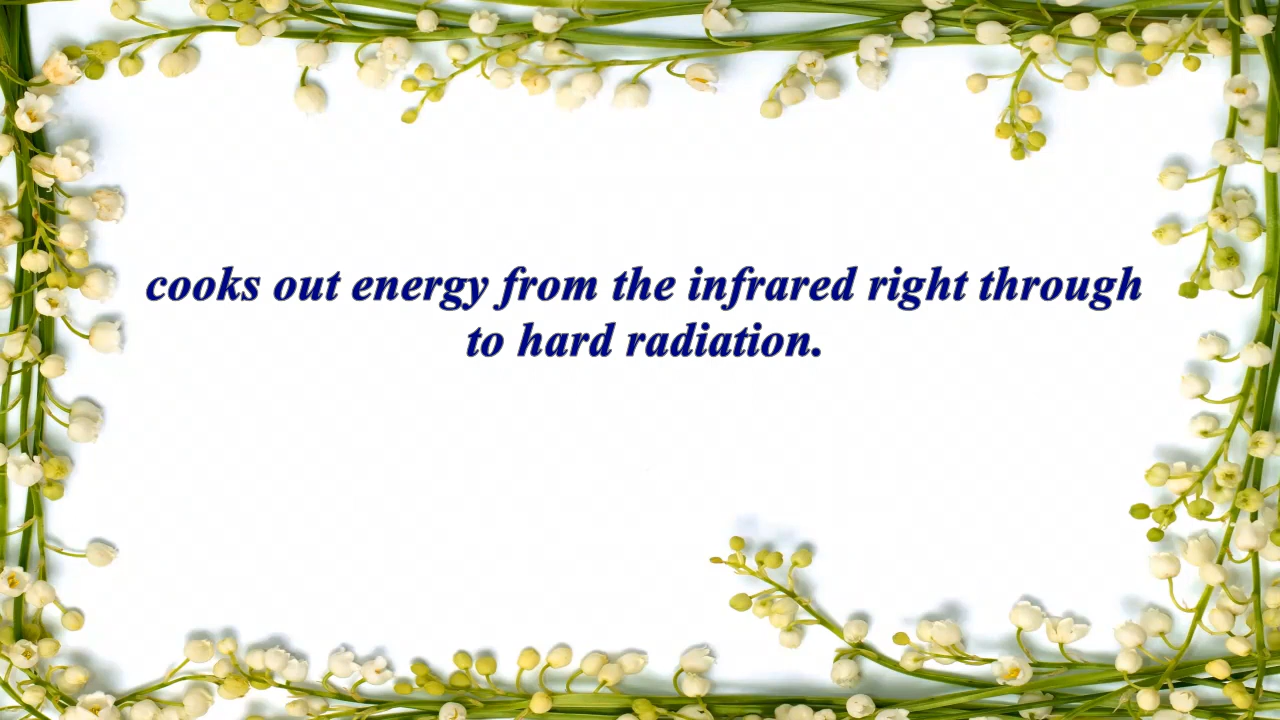 cooks out energy from the infrared right through
to hard radiation.